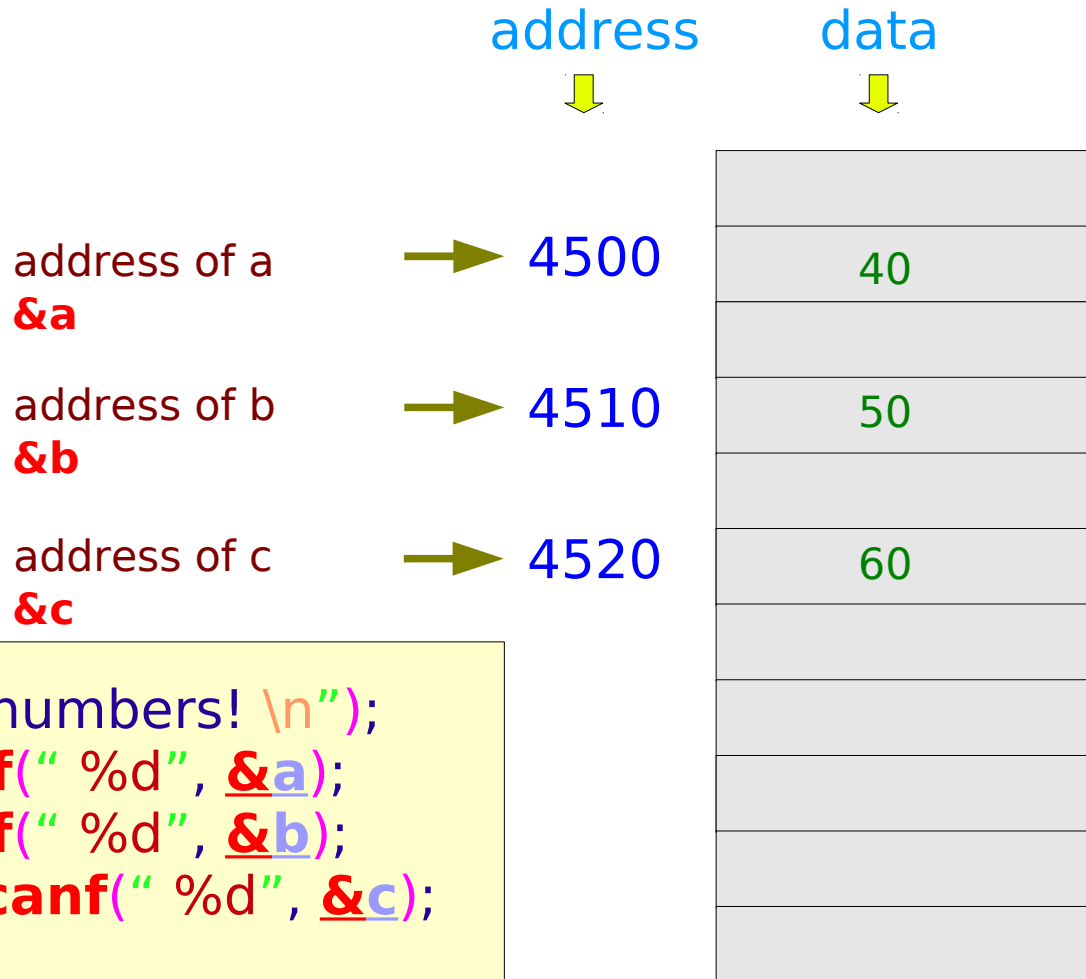 address data
address of a 4500 40
&a
address of b 4510 50
&b
address of c 4520 60
&c
numbers! \n”);
f(“ %d”, &a);
f(“ %d”, &b);
canf(“ %d”, &c);